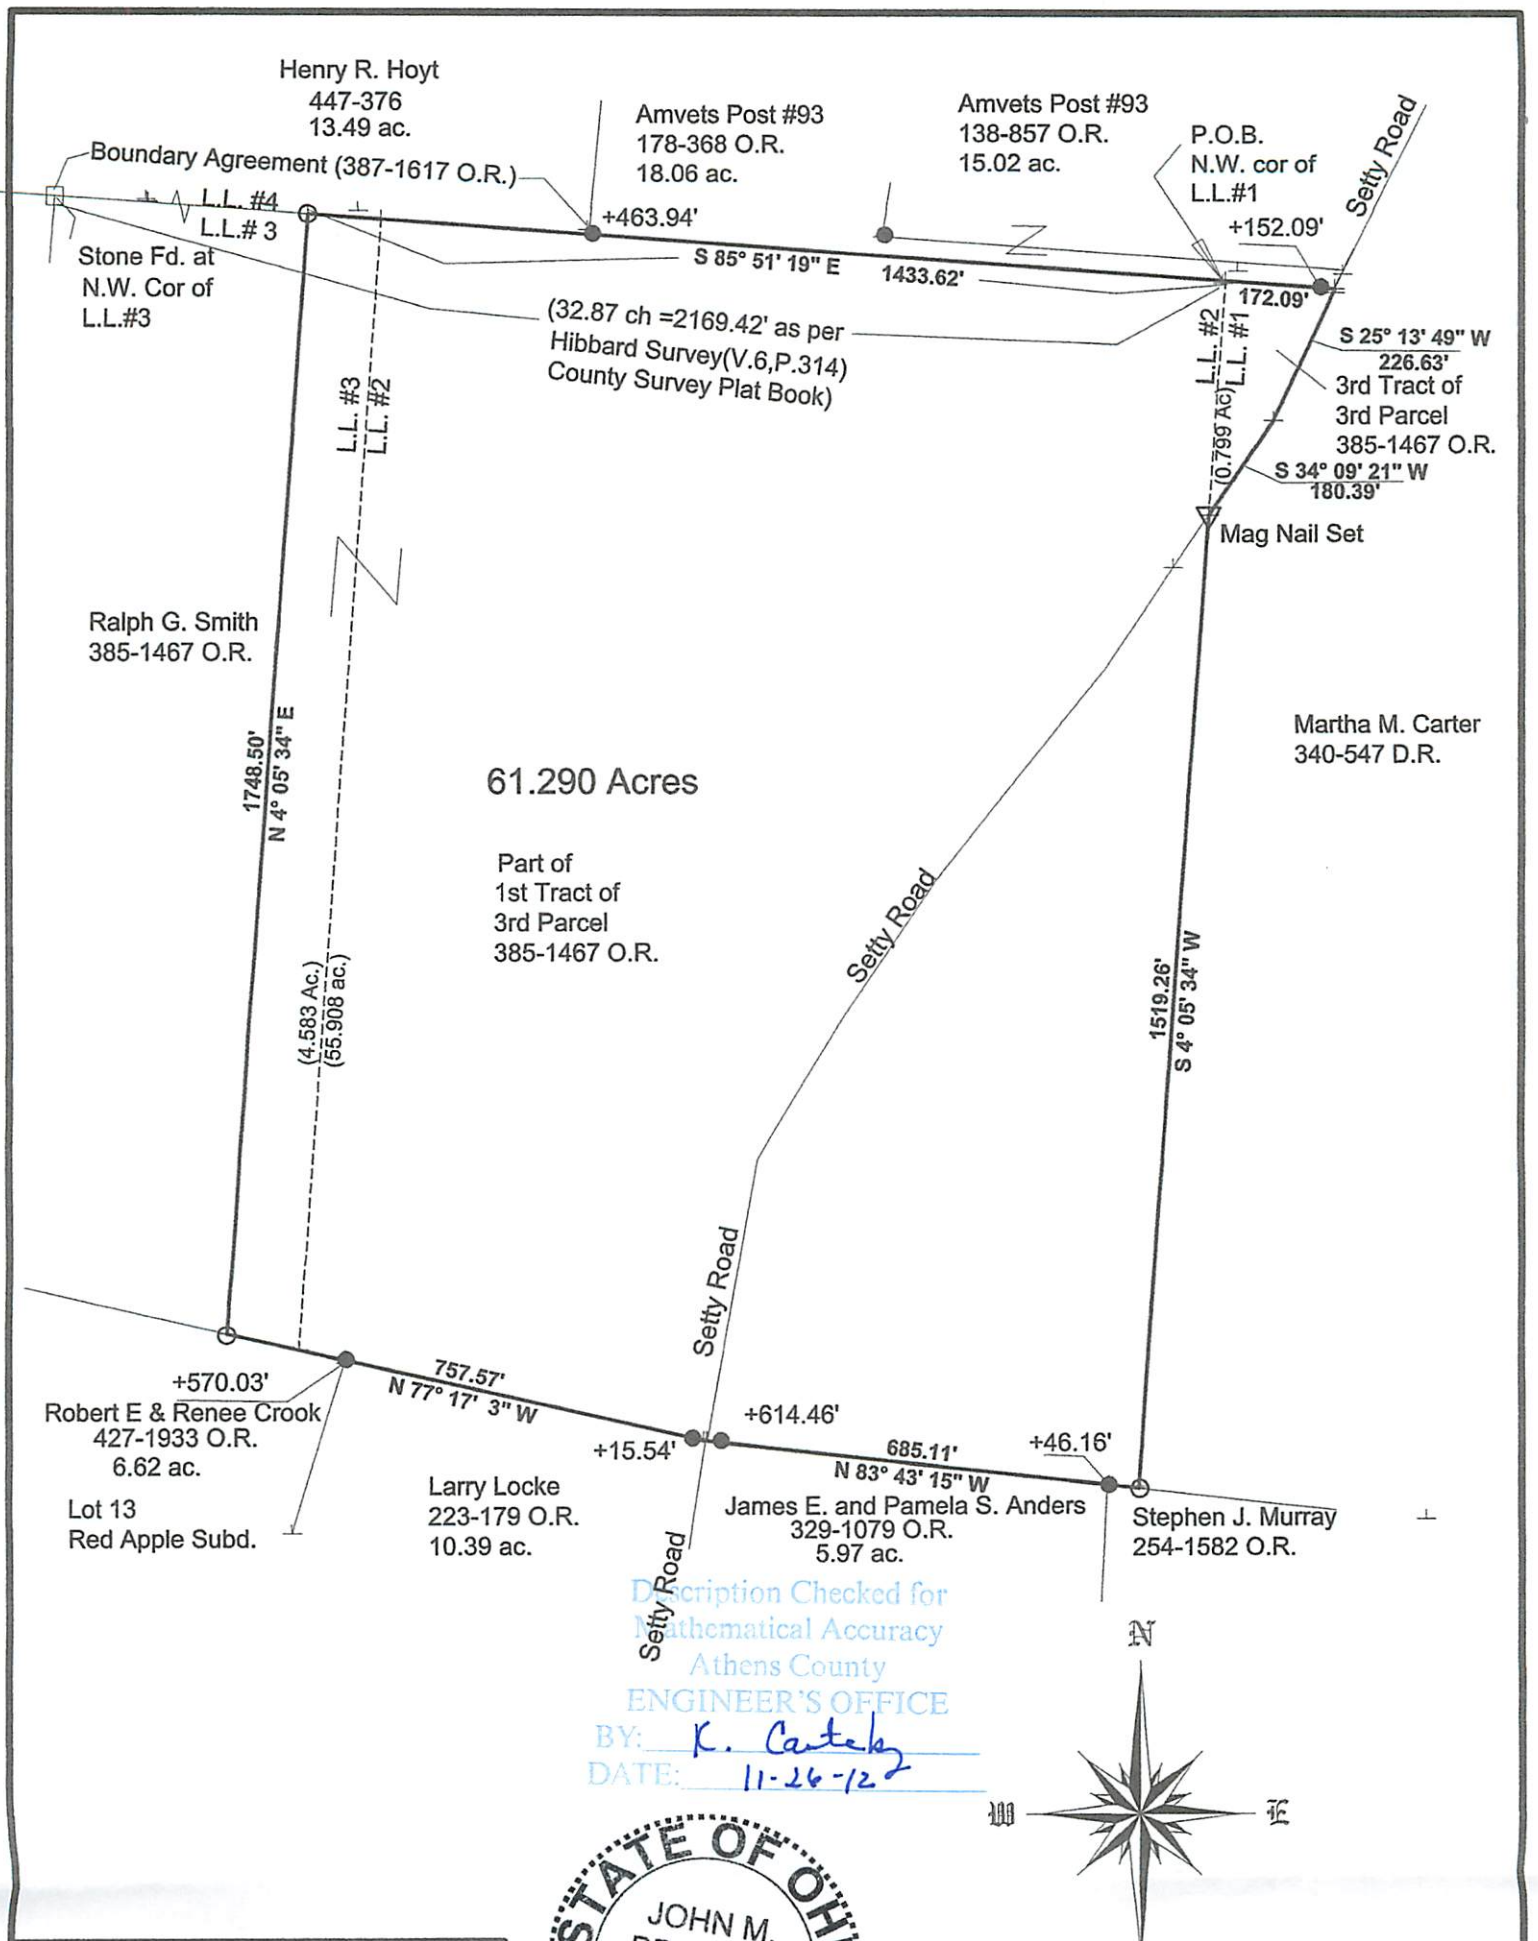 Henry R. Hoyt
447-376
13.49 ac.
Amvets Post #93
178-368 O.R.
18.06 ac.
Amvets Post #93
138-857 O.R.
15.02 ac.
P.O.B.
N.W. cor of
L.L.#1
Setty Road
Boundary Agreement (387-1617 O.R.)
L.L. #4
L.L.# 3
+463.94'
+152.09'
Stone Fd. at
N.W. Cor of
L.L.#3
S 85° 51' 19" E
1433.62'
172.09'
(32.87 ch =2169.42' as per
Hibbard Survey(V.6,P.314)
County Survey Plat Book)
L.L. #3
L.L. #2
L.L. #2
L.L. #1
(0.799 Ac)
S 25° 13' 49" W
226.63'
3rd Tract of
3rd Parcel
385-1467 O.R.
S 34° 09' 21" W
180.39'
Mag Nail Set
Ralph G. Smith
385-1467 O.R.
1748.50'
N 4° 05' 34" E
61.290 Acres
Martha M. Carter
340-547 D.R.
Part of
1st Tract of
3rd Parcel
385-1467 O.R.
Setty Road
(4.583 Ac.)
(55.908 ac.)
1519.26'
S 4° 05' 34" W
Setty Road
+570.03'
757.57'
N 77° 17' 3" W
Robert E & Renee Crook
427-1933 O.R.
6.62 ac.
Lot 13
Red Apple Subd.
+15.54'
+614.46'
685.11'
N 83° 43' 15" W
+46.16'
Larry Locke
223-179 O.R.
10.39 ac.
James E. and Pamela S. Anders
329-1079 O.R.
5.97 ac.
Stephen J. Murray
254-1582 O.R.
Setty Road
Description Checked for
Mathematical Accuracy
Athens County
ENGINEER'S OFFICE
BY: K.
DATE: 11-26-12
N
W
E
STATE OF OHI
JOHN M.